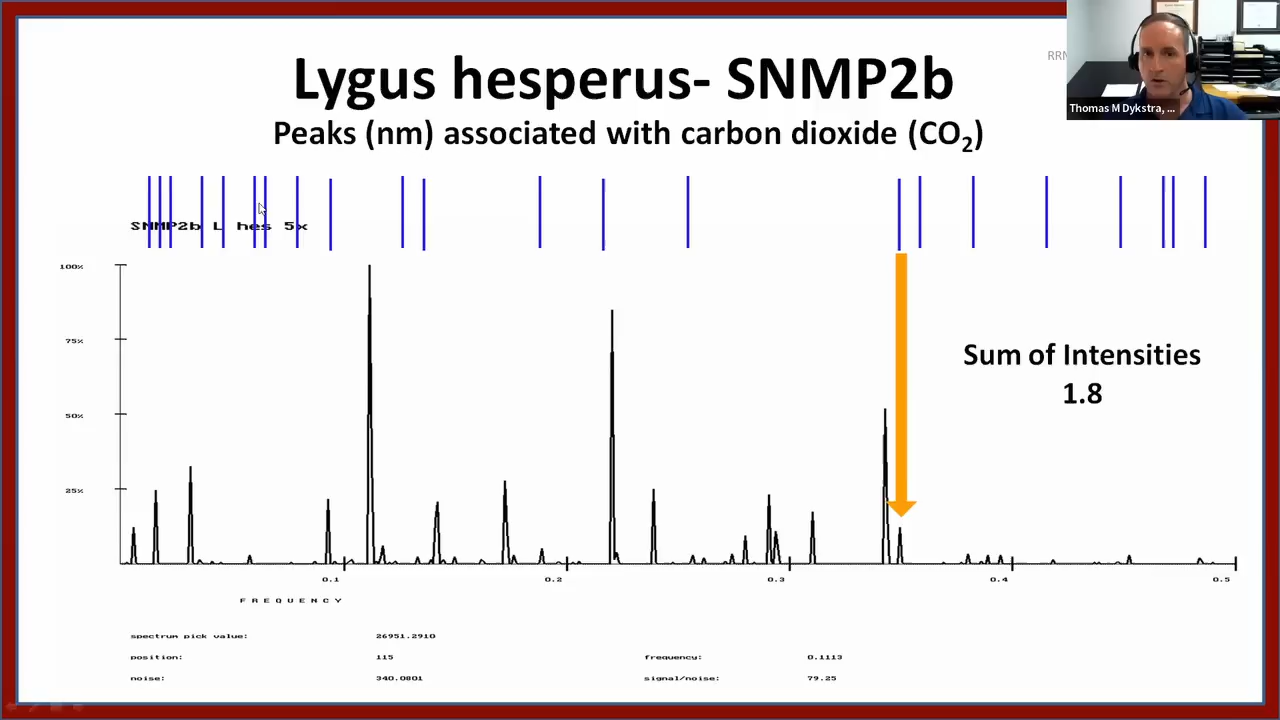 Lygus hesperus- SNMP2b
RRM
Thomas M Dykstra, ...
Peaks (nm) associated with carbon dioxide (CO2)
SNMP2b L hes 5x
100%
75%
50%
25%
Sum of Intensities
1.8
0.1 0.2 0.3 0.4 0.5
FREQUENCY
spectrum pick value: 26951.2910
position: 115 frequency: 0.1113
noise: 340.0801 signal/noise: 79.25